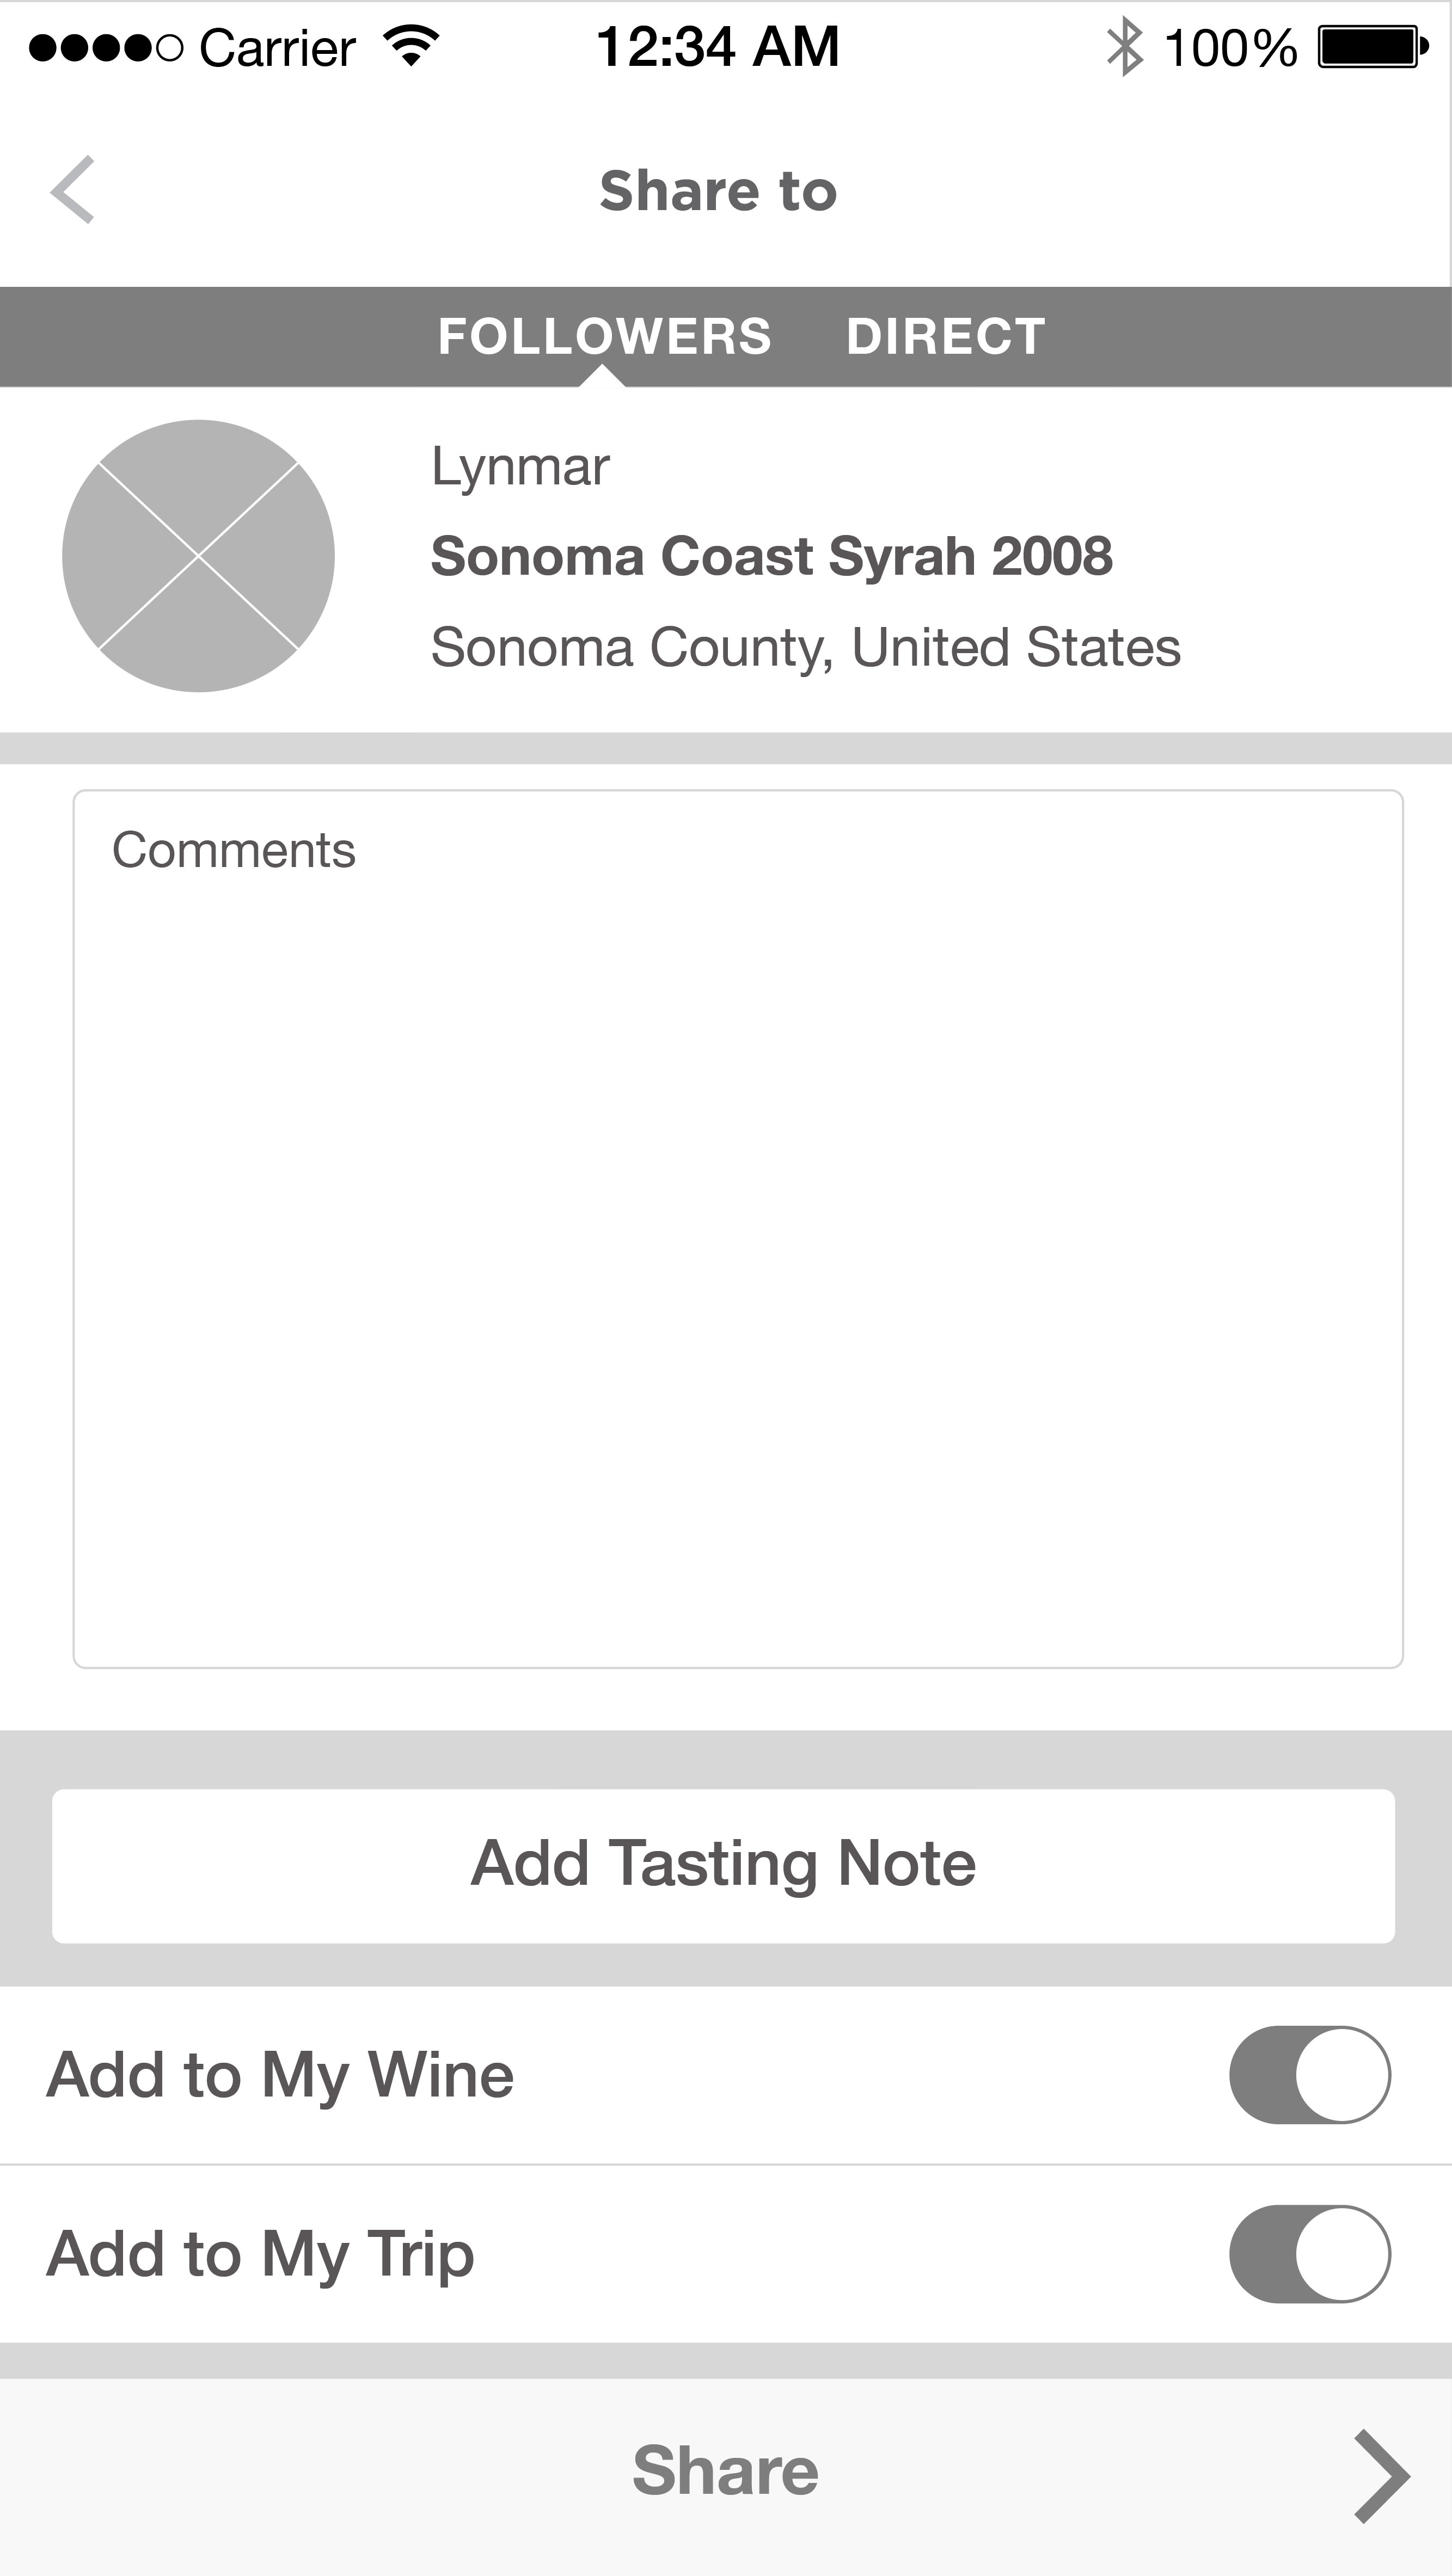 Carrier 12:34 AM 100%
Share to
FOLLOWERS DIRECT
Lynmar
Sonoma Coast Syrah 2008
Sonoma County, United States
Comments
Add Tasting Note
Add to My Wine
Add to My Trip
Share